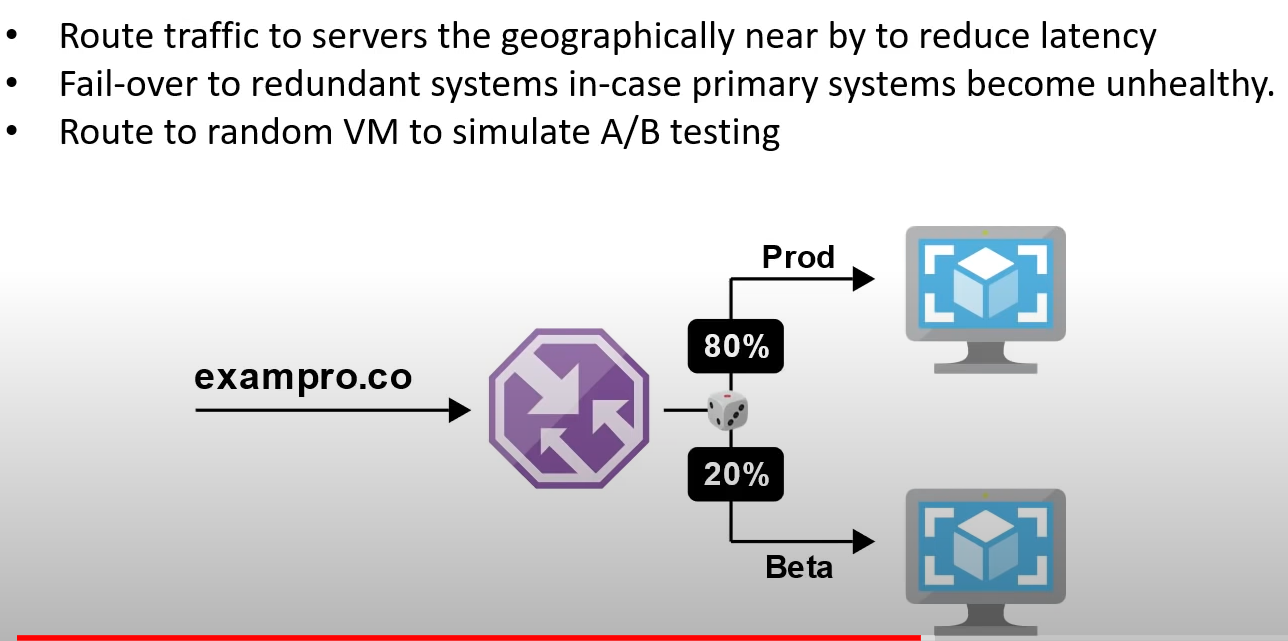 • Route traffic to servers the geographically near by to reduce latency
• Fail-over to redundant systems in-case primary systems become unhealthy.
• Route to random VM to simulate A/B testing
Prod
80%
exampro.co
20%
Beta